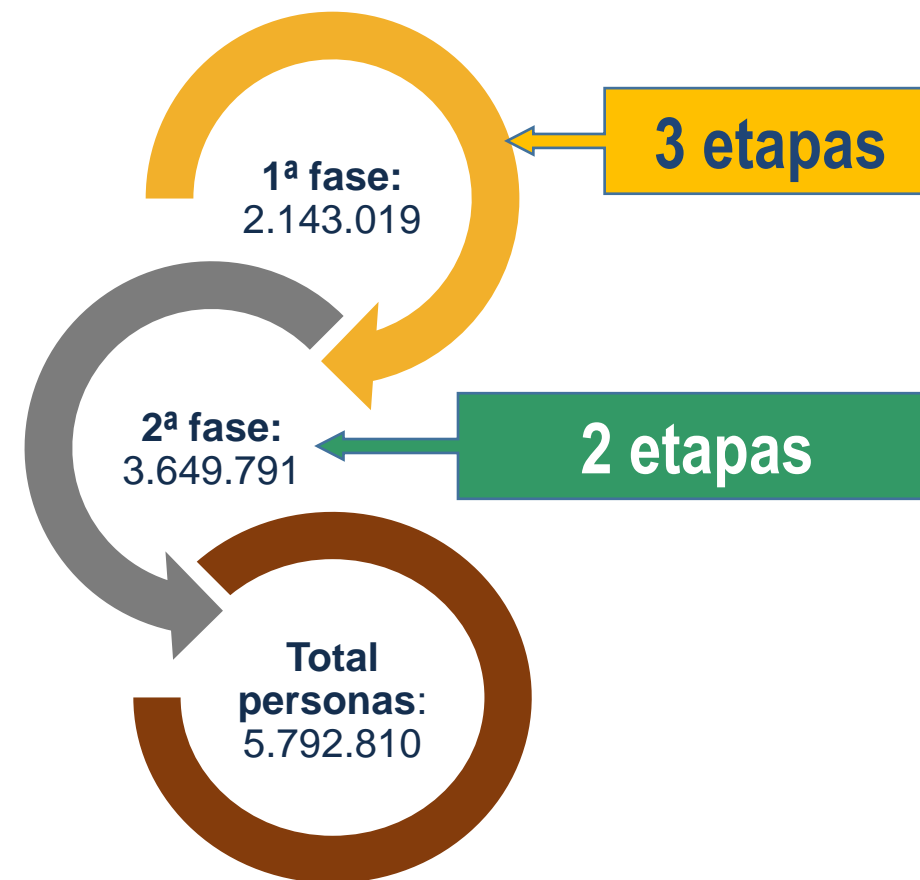 1ª fase:
2.143.019
3 etapas
2ª fase:
3.649.791
2 etapas
Total
personas:
5.792.810